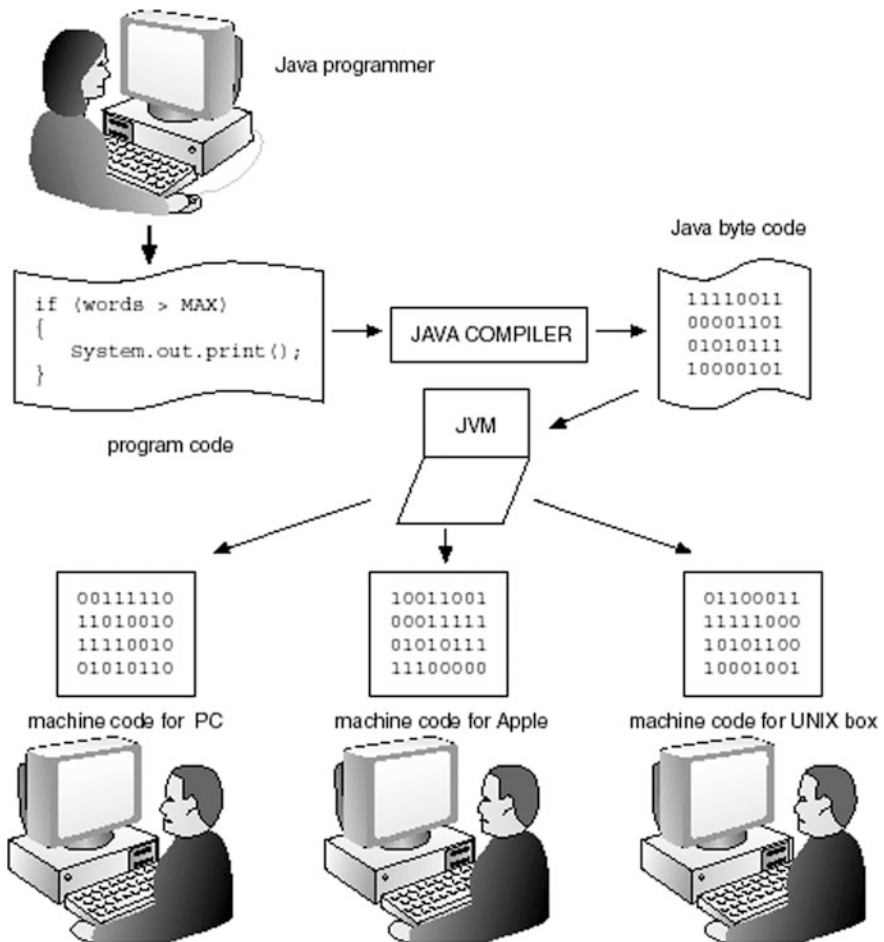 Java programmer
Java byte code
if (words > MAX)
{
System.out.print();
}
JAVA COMPILER
11110011
00001101
01010111
10000101
program code
JVM
00111110
11010010
11110010
01010110
10011001
00011111
01010111
11100000
01100011
11111000
10101100
10001001
machine code for PC
machine code for Apple
machine code for UNIX box